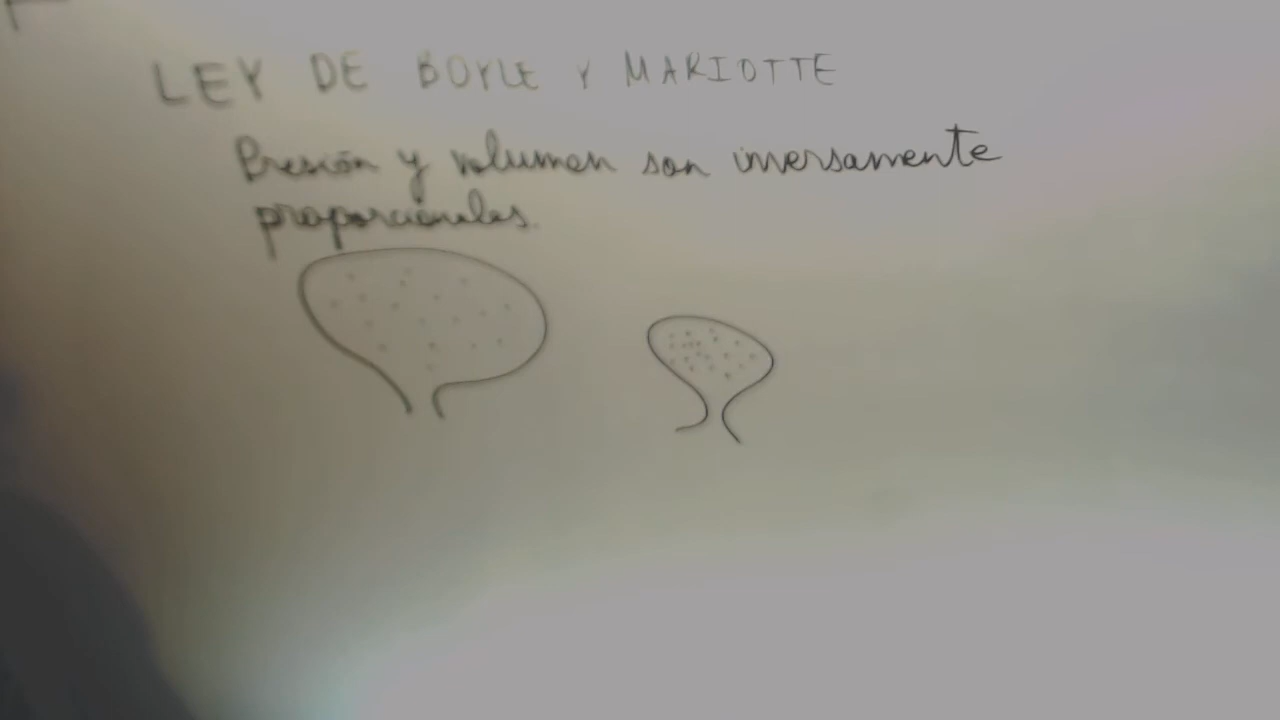 LEY DE BOYLE Y MARIOTTE
Presión y volumen son inversamente
proporcionales.